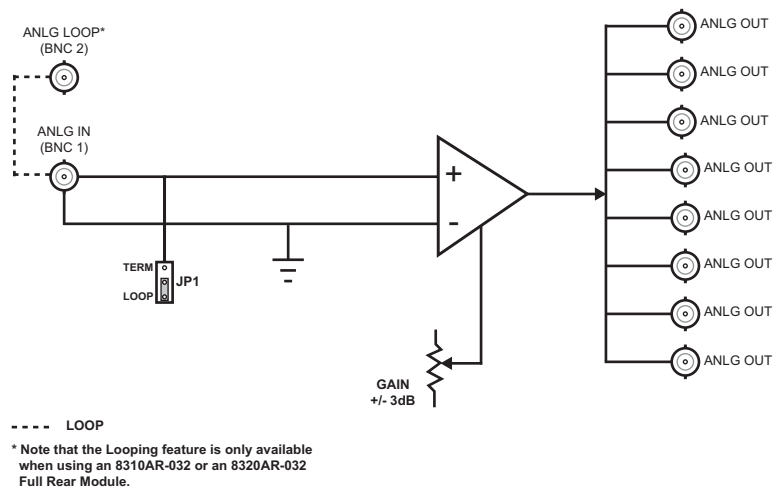 ANLG LOOP*
(BNC 2)
ANLG IN
(BNC 1)
TERM
JP1
LOOP
+
-
GAIN
+/- 3dB
ANLG OUT
ANLG OUT
ANLG OUT
ANLG OUT
ANLG OUT
ANLG OUT
ANLG OUT
ANLG OUT
LOOP
* Note that the Looping feature is only available
when using an 8310AR-032 or an 8320AR-032
Full Rear Module.